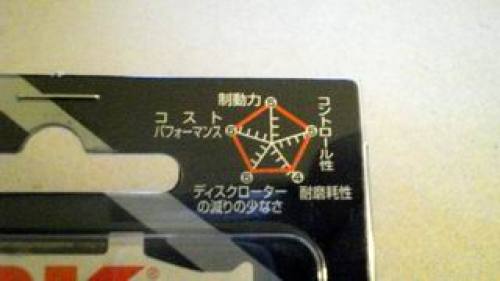 制動力
5
コスト
パフォーマンス
5
コントロール性
5
ディスクローター
の減りの少なさ
5
耐磨耗性
4
RK®